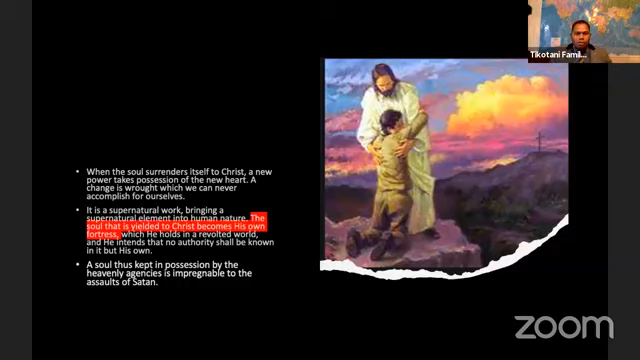 Tikotani Famil...
• When the soul surrenders itself to Christ, a new
power takes possession of the new heart. A
change is wrought which we can never
accomplish for ourselves.
• It is a supernatural work, bringing a
supernatural element into human nature. The
soul that is yielded to Christ becomes His own
fortress, which He holds in a revolted world,
and He intends that no authority shall be known
in it but His own.
• A soul thus kept in possession by the
heavenly agencies is impregnable to the
assaults of Satan.
zoom